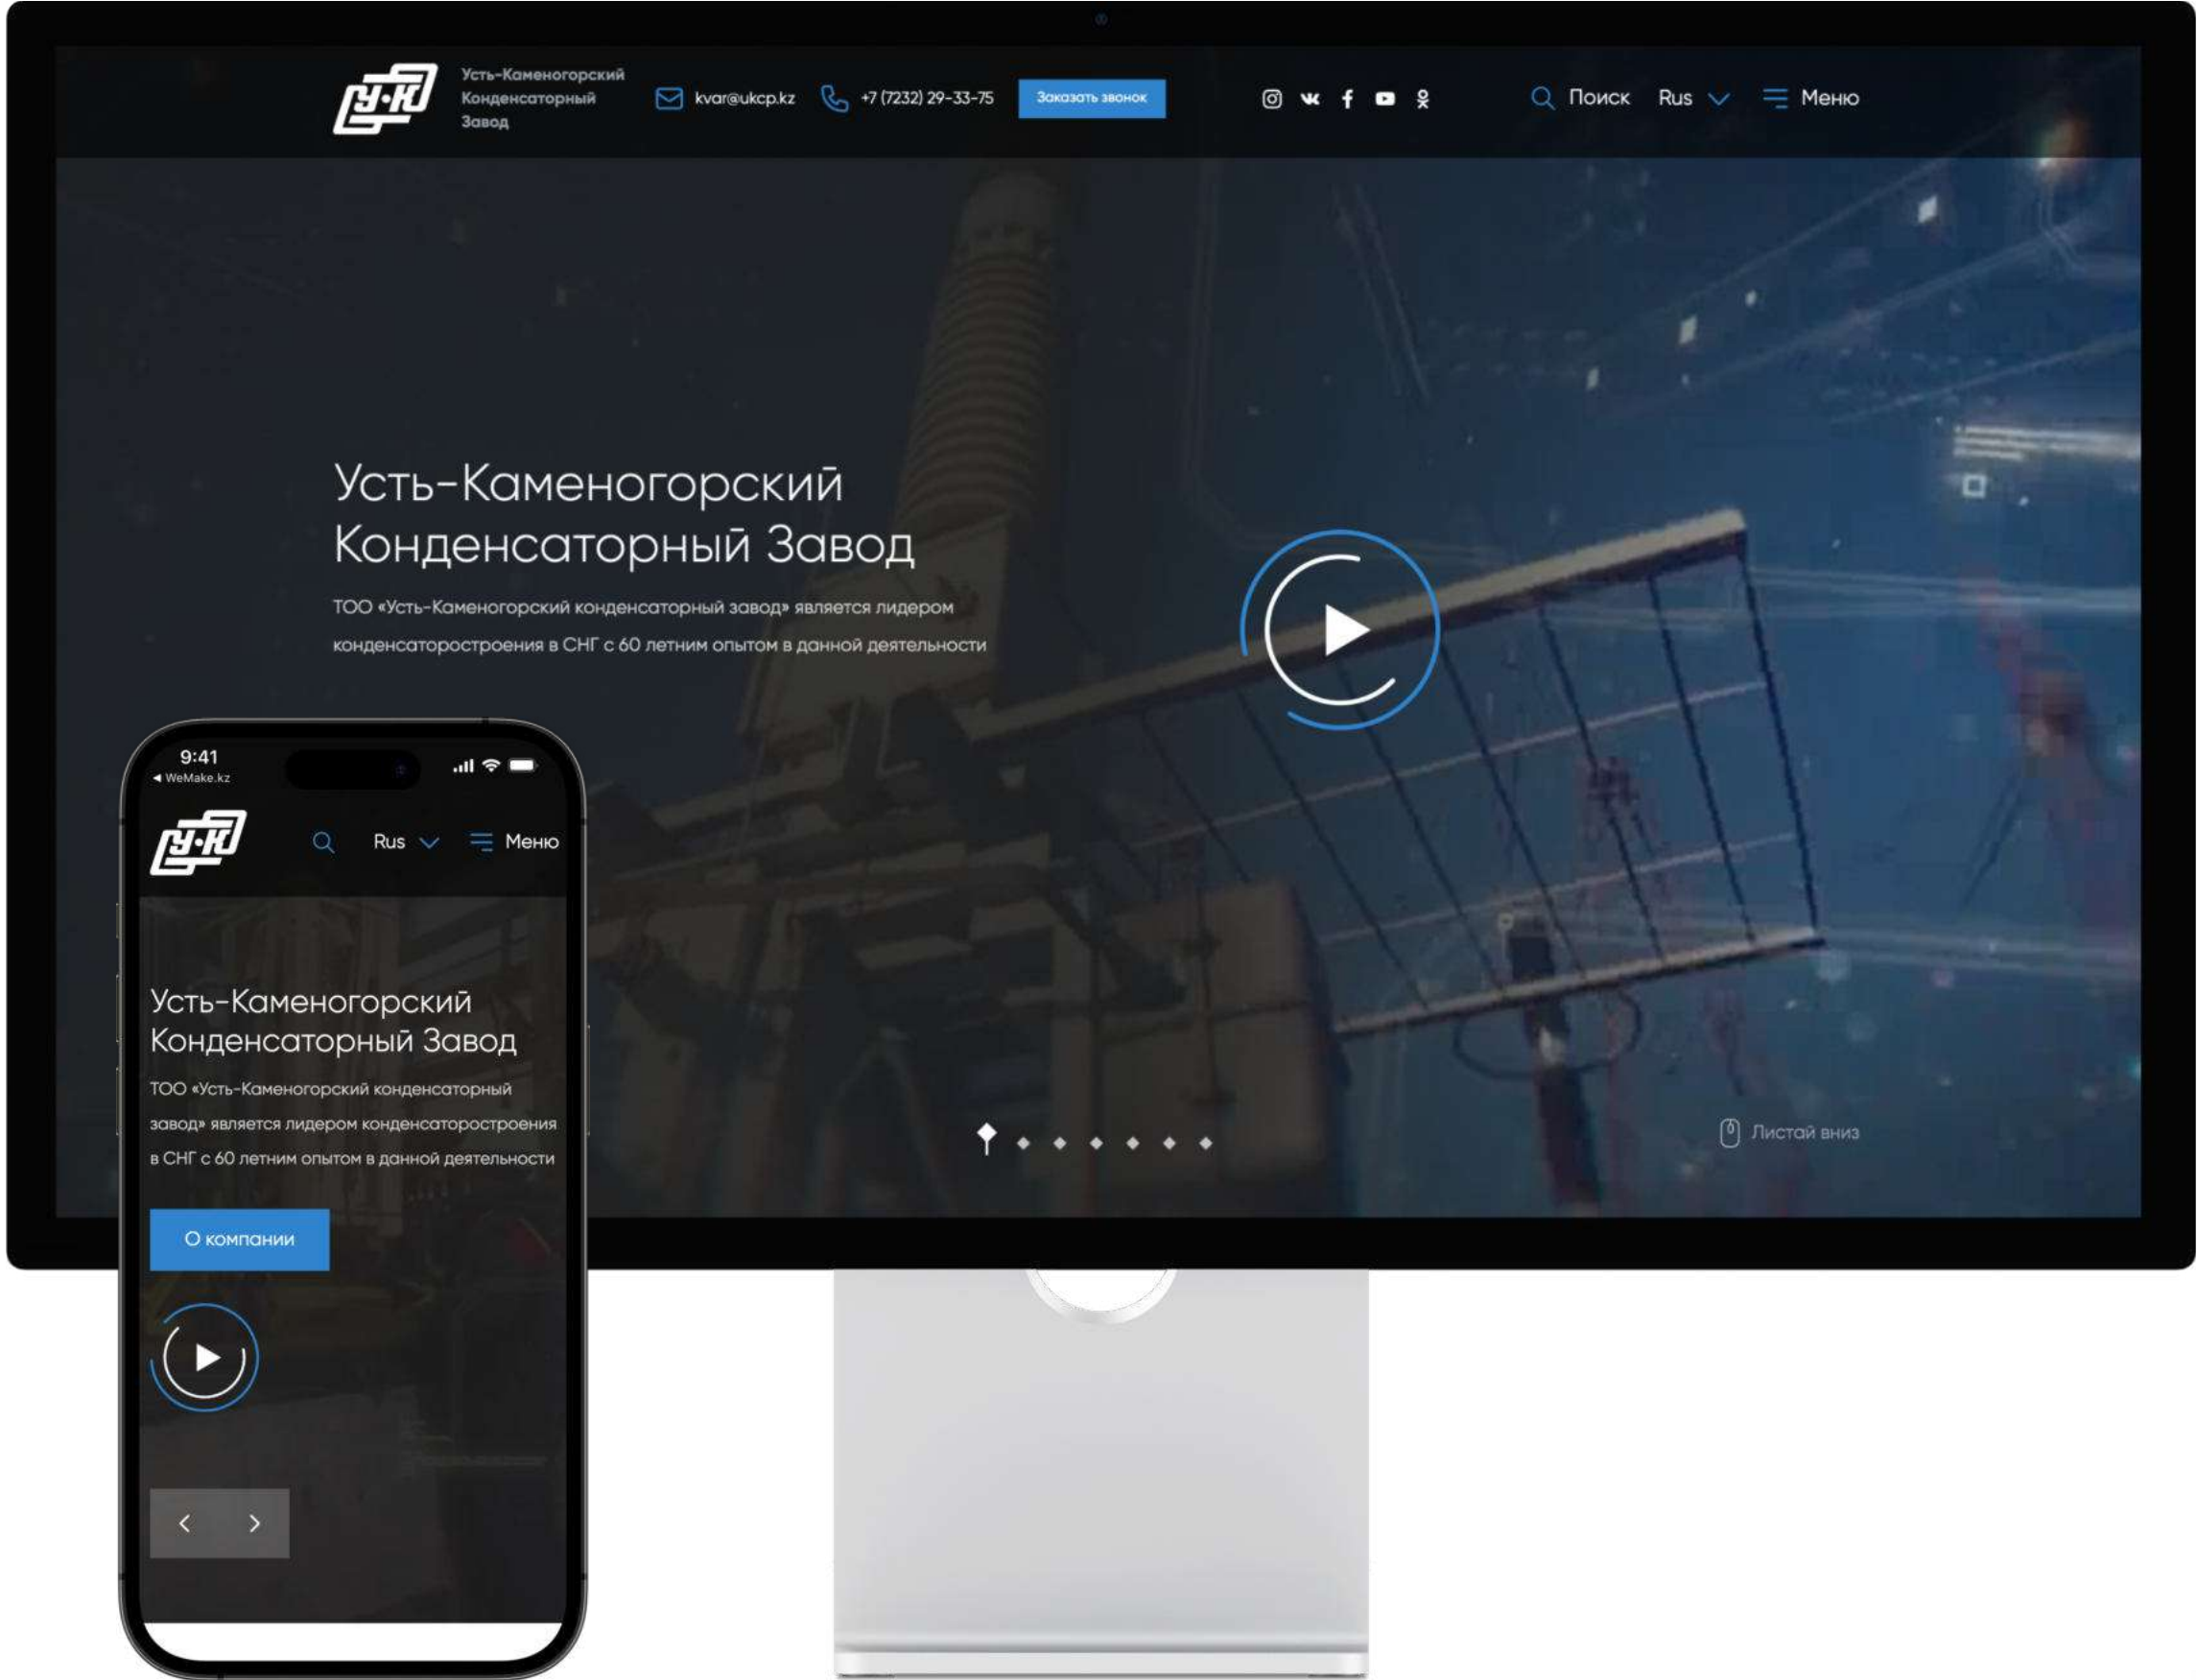 У·К
Усть-Каменогорский
Конденсаторный
Завод
kvar@ukcp.kz
+7 (7232) 29-33-75
Заказать звонок
Поиск
Rus
Меню
Усть-Каменогорский
Конденсаторный Завод
ТОО «Усть-Каменогорский конденсаторный завод» является лидером
конденсаторостроения в СНГ с 60 летним опытом в данной деятельности
Листай вниз
9:41
◂ WeMake.kz
У·К
Rus
Меню
Усть-Каменогорский
Конденсаторный Завод
ТОО «Усть-Каменогорский конденсаторный
завод» является лидером конденсаторостроения
в СНГ с 60 летним опытом в данной деятельности
О компании